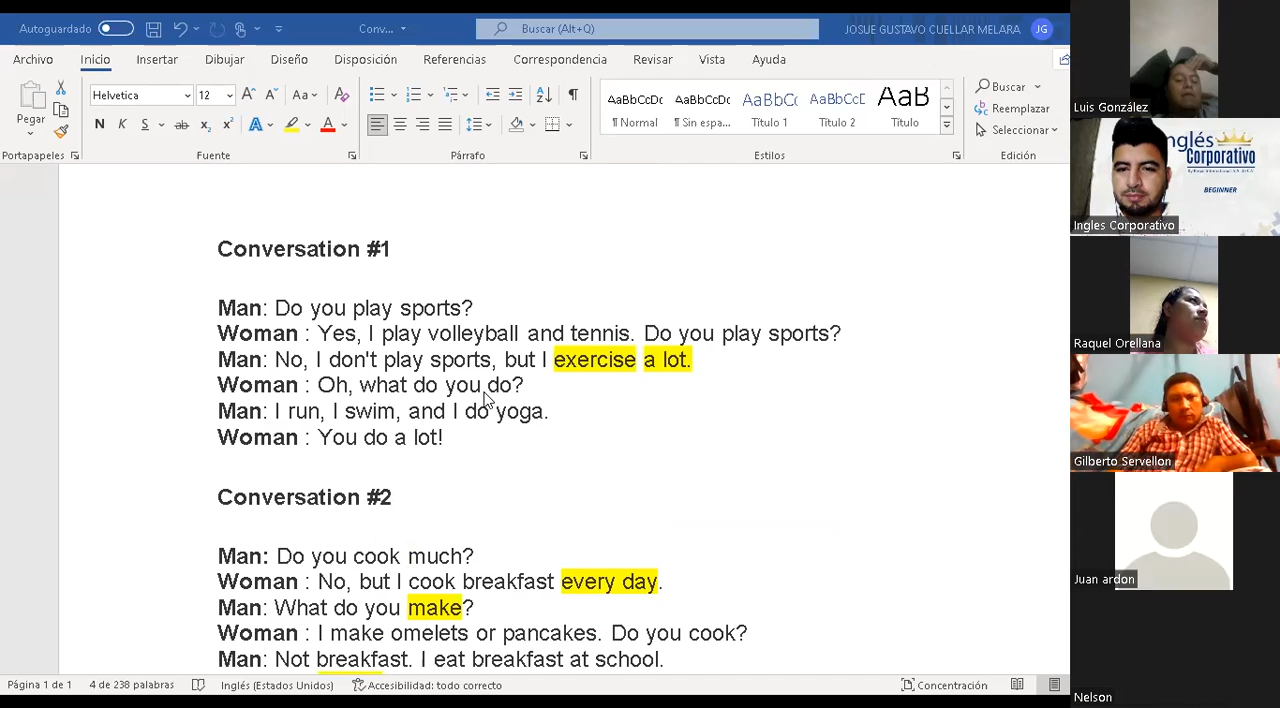 Autoguardado Conv... Buscar (Alt+Q) JOSUE GUSTAVO CUELLAR MELARA JG
Archivo Inicio Insertar Dibujar Diseño Disposición Referencias Correspondencia Revisar Vista Ayuda
Pegar
Helvetica 12
Aa
N K S ab x₂ x² A A
AaBbCcDc AaBbCcDc AaBbC( AaBbCcC AaB
¶ Normal ¶ Sin espa... Título 1 Título 2 Título
Buscar
Reemplazar
Seleccionar
Portapapeles Fuente Párrafo Estilos Edición
Conversation #1
Man: Do you play sports?
Woman : Yes, I play volleyball and tennis. Do you play sports?
Man: No, I don't play sports, but I exercise a lot.
Woman : Oh, what do you do?
Man: I run, I swim, and I do yoga.
Woman : You do a lot!
Conversation #2
Man: Do you cook much?
Woman : No, but I cook breakfast every day.
Man: What do you make?
Woman : I make omelets or pancakes. Do you cook?
Man: Not breakfast. I eat breakfast at school.
Página 1 de 1 4 de 238 palabras Inglés (Estados Unidos) Accesibilidad: todo correcto Concentración
Luis González
Inglés
Corporativo
BEGINNER
Ingles Corporativo
Raquel Orellana
Gilberto Servellon
Juan ardon
Nelson